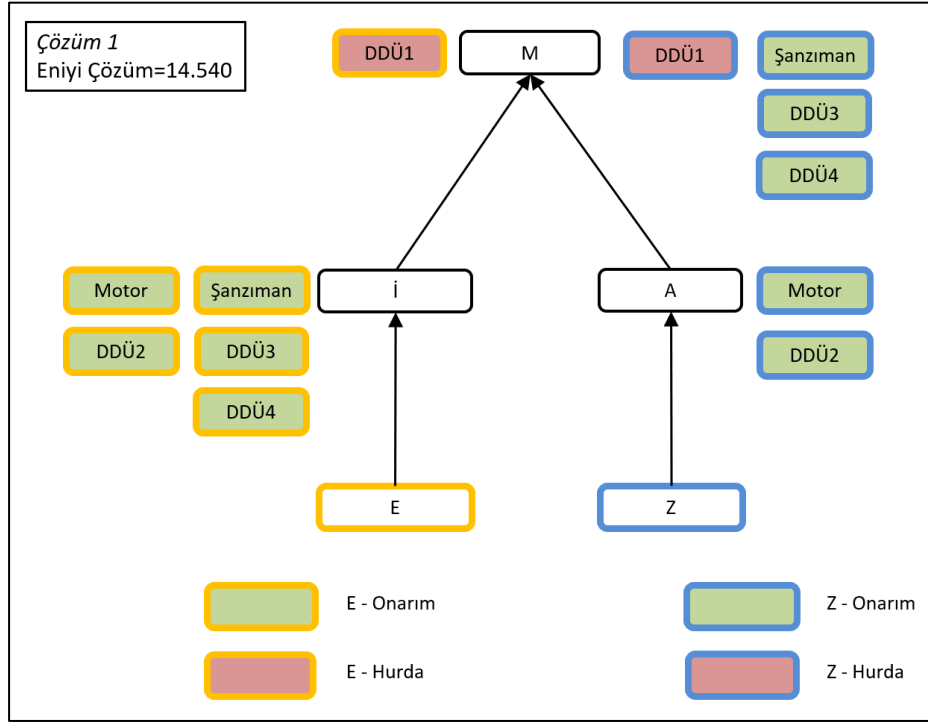 Çözüm 1
Eniyi Çözüm=14.540
DDÜ1
M
DDÜ1
Şanzıman
DDÜ3
DDÜ4
Motor
Şanzıman
İ
A
Motor
DDÜ2
DDÜ3
DDÜ2
DDÜ4
E
Z
E - Onarım
Z - Onarım
E - Hurda
Z - Hurda